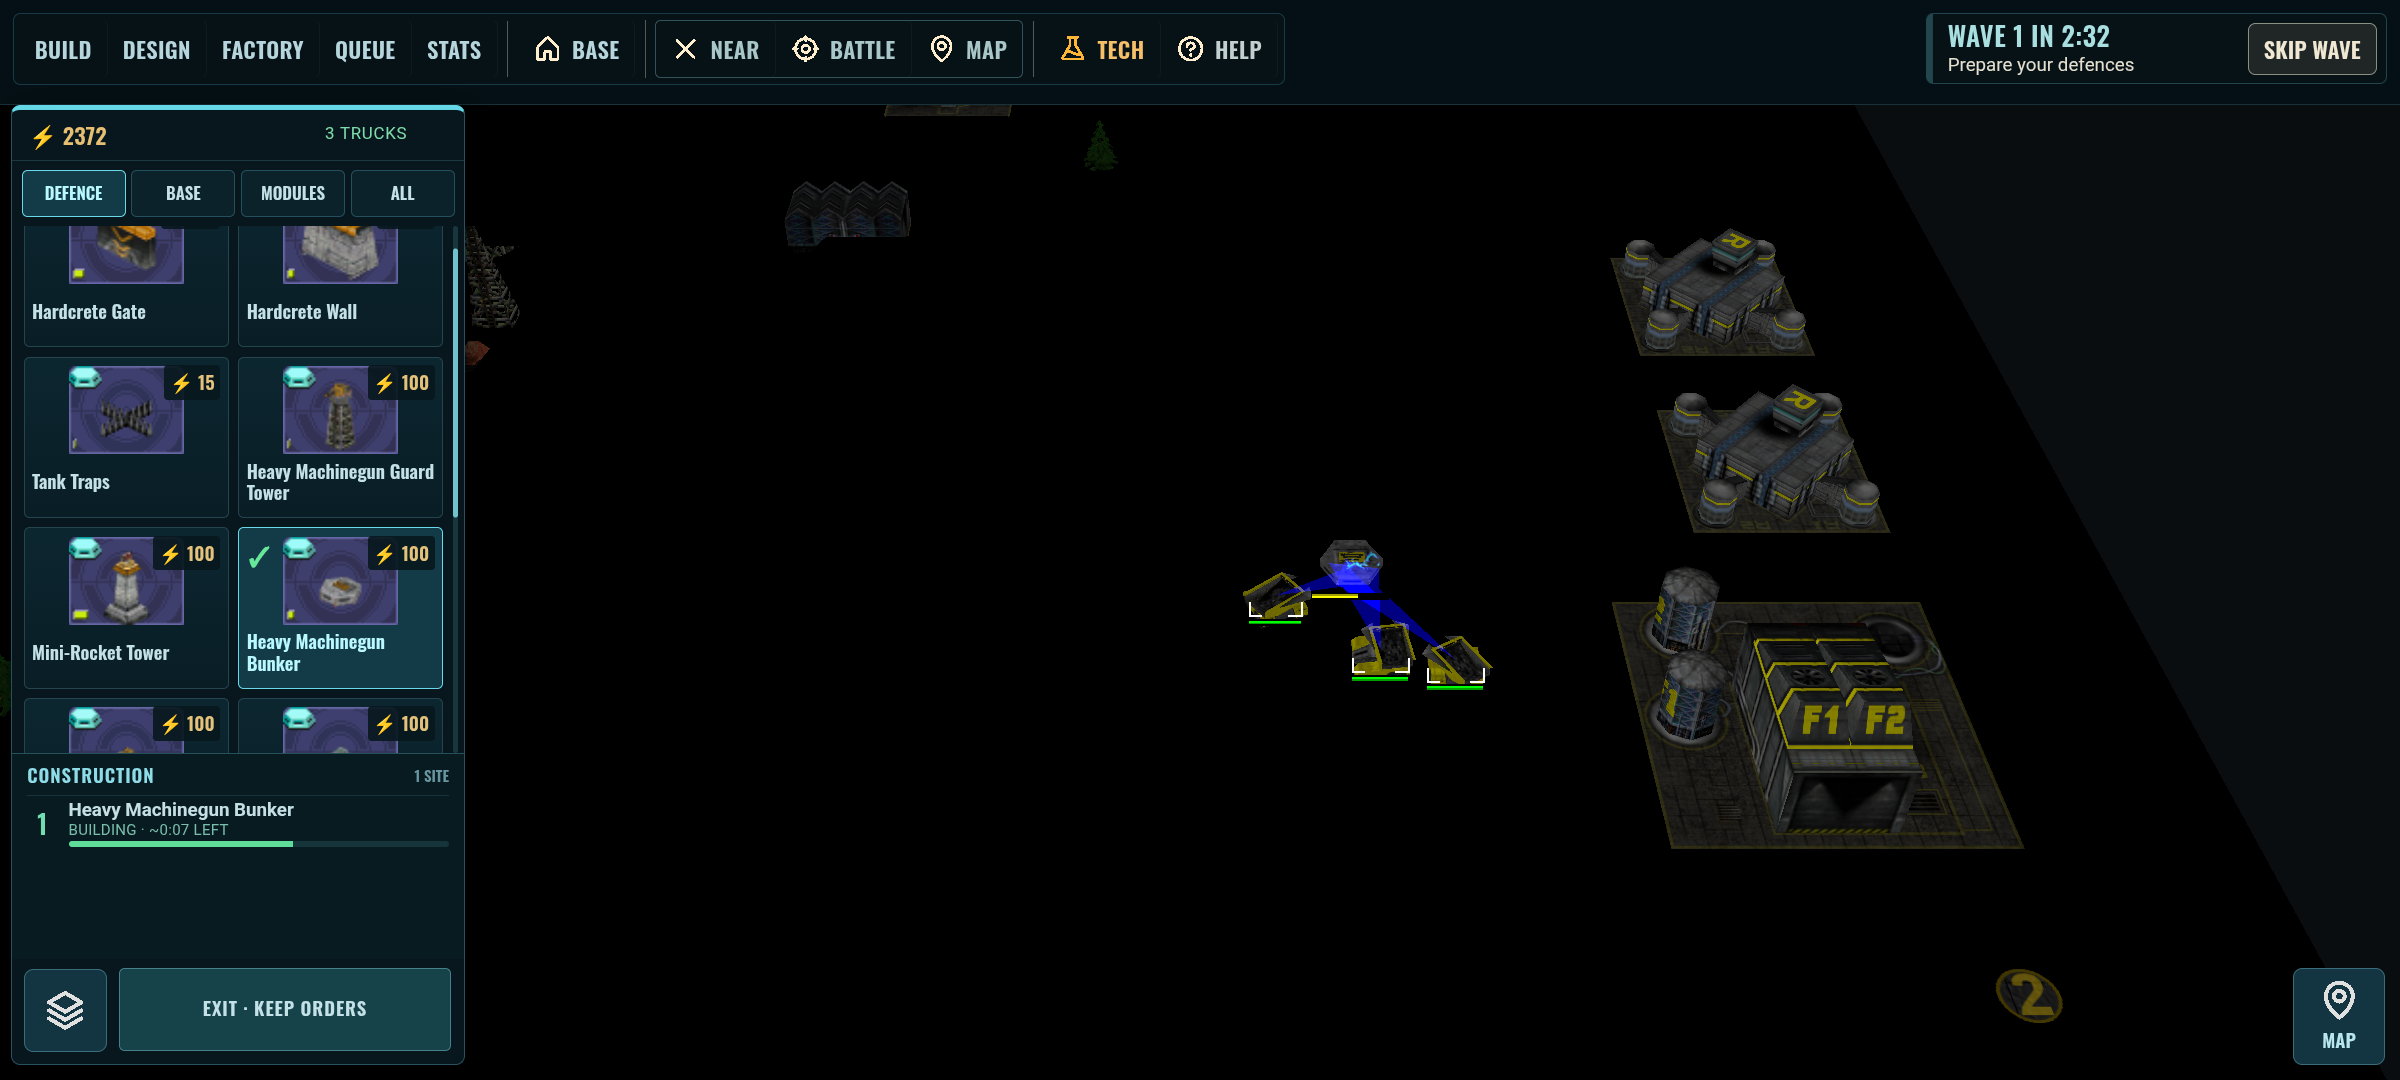 BUILD
DESIGN
FACTORY
QUEUE
STATS
BASE
NEAR
BATTLE
MAP
TECH
HELP
WAVE 1 IN 2:32
Prepare your defences
SKIP WAVE
2372
3 TRUCKS
DEFENCE
BASE
MODULES
ALL
Hardcrete Gate
Hardcrete Wall
15
Tank Traps
100
Heavy Machinegun Guard
Tower
100
Mini-Rocket Tower
100
Heavy Machinegun
Bunker
100
100
CONSTRUCTION
1 SITE
1
Heavy Machinegun Bunker
BUILDING · ~0:07 LEFT
EXIT · KEEP ORDERS
R
R
1
F1
F2
2
MAP